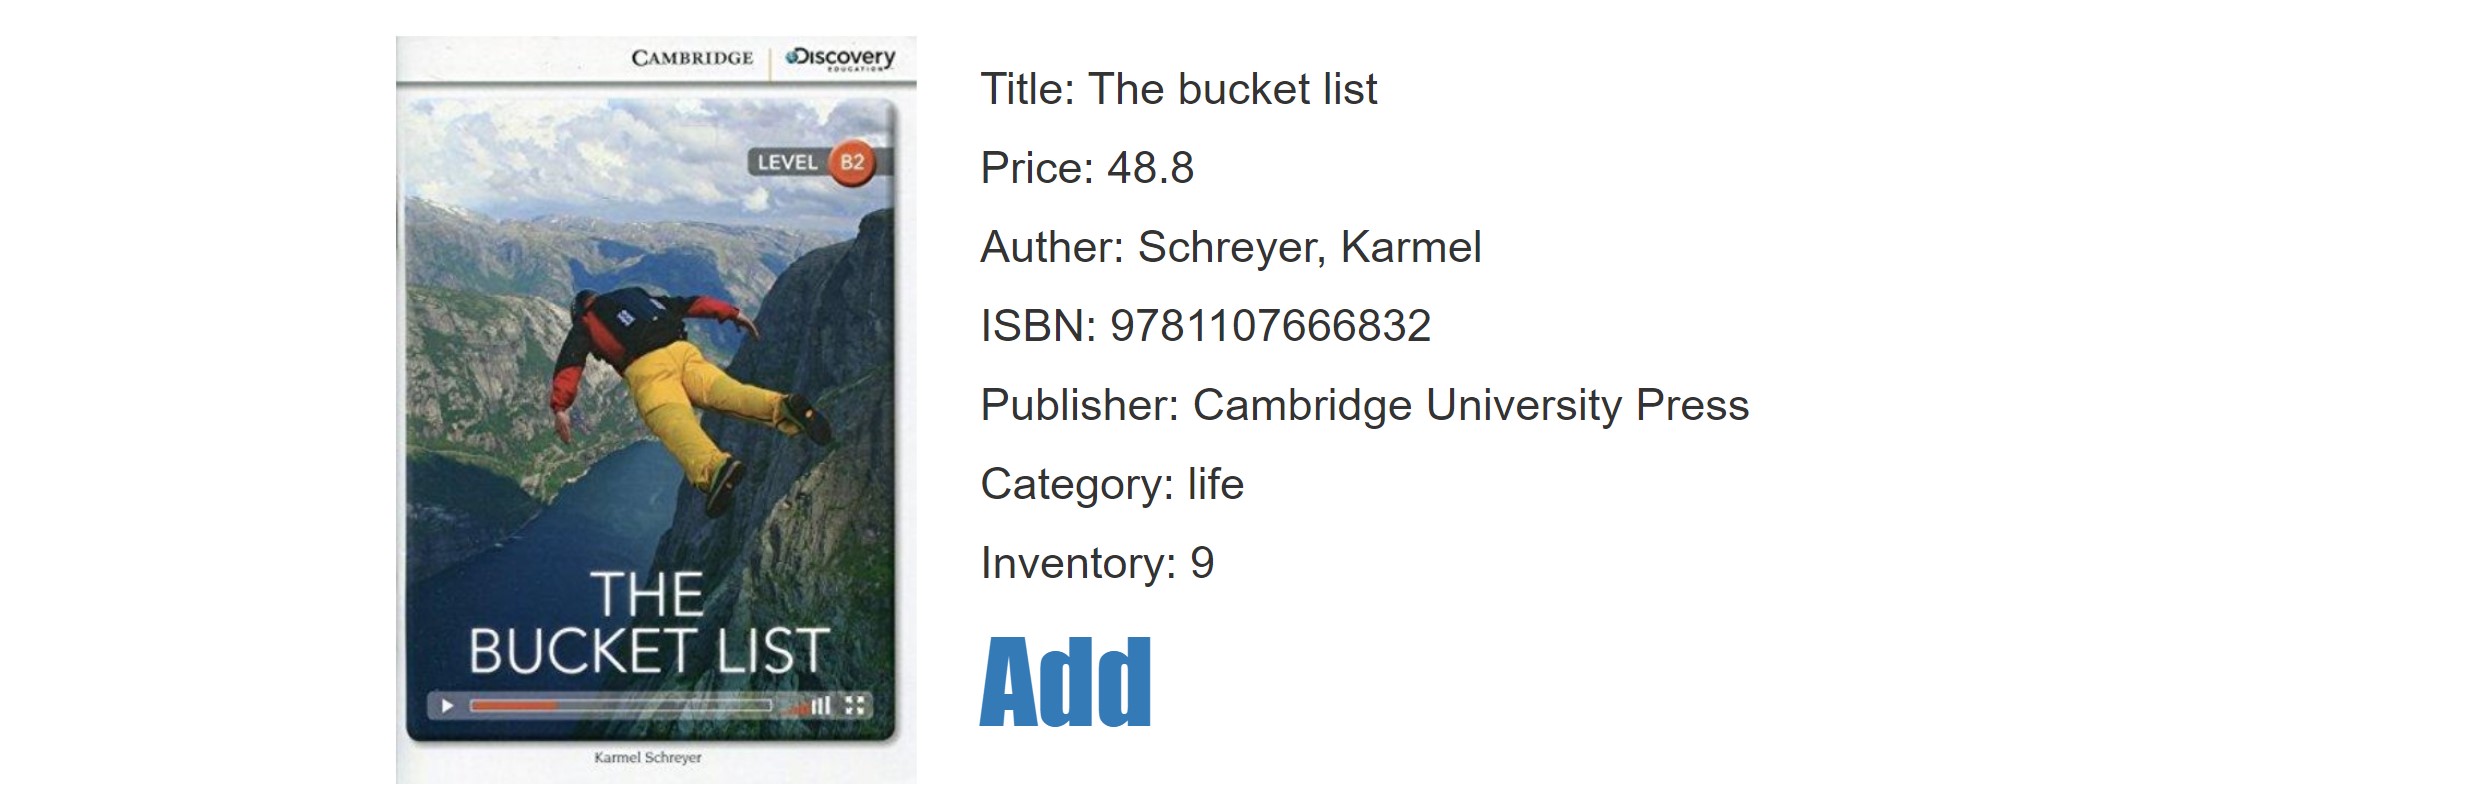 CAMBRIDGE Discovery
EDUCATION
LEVEL B2
THE
BUCKET LIST
Karmel Schreyer
Title: The bucket list
Price: 48.8
Auther: Schreyer, Karmel
ISBN: 9781107666832
Publisher: Cambridge University Press
Category: life
Inventory: 9
Add